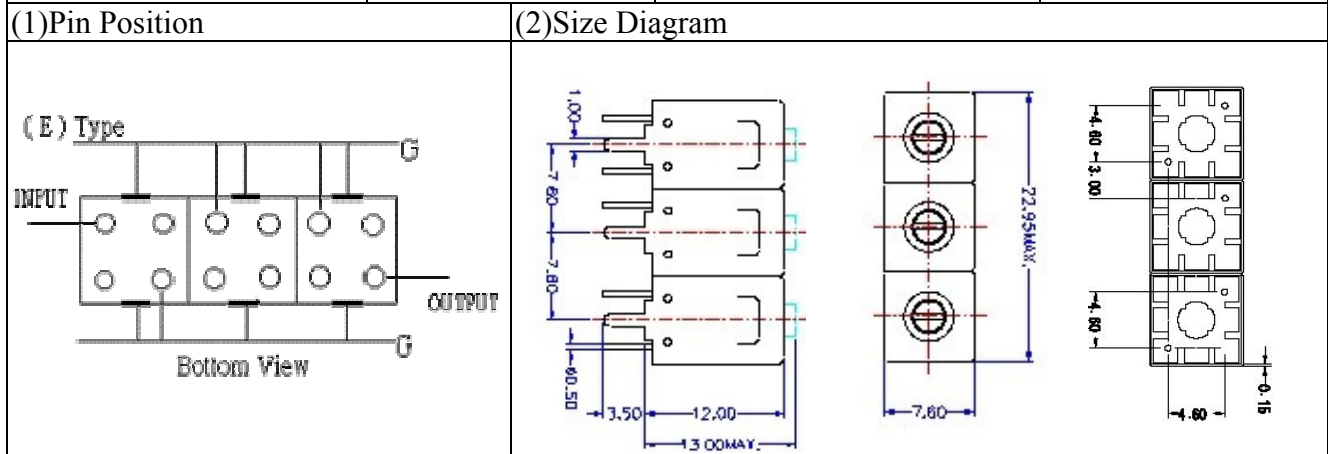 (1)Pin Position
(2)Size Diagram
( E ) Type
G
INPUT
OUTPUT
G
Bottom View
1.00
7.60
7.60
ø0.50
3.50
12.00
13.00MAX.
22.95MAX.
7.60
4.60
3.00
4.60
4.60
0.15